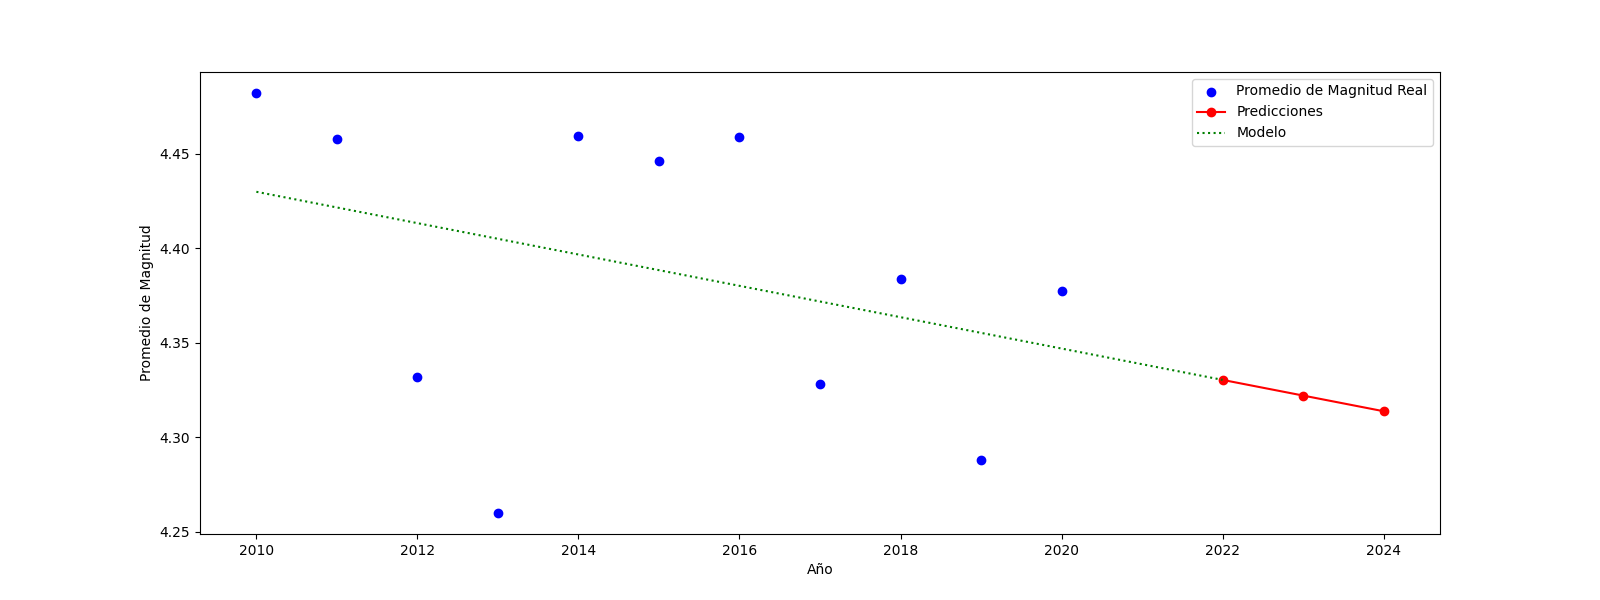 Promedio de Magnitud Real
Predicciones
Modelo
Promedio de Magnitud
4.45
4.40
4.35
4.30
4.25
2010 2012 2014 2016 2018 2020 2022 2024
Año